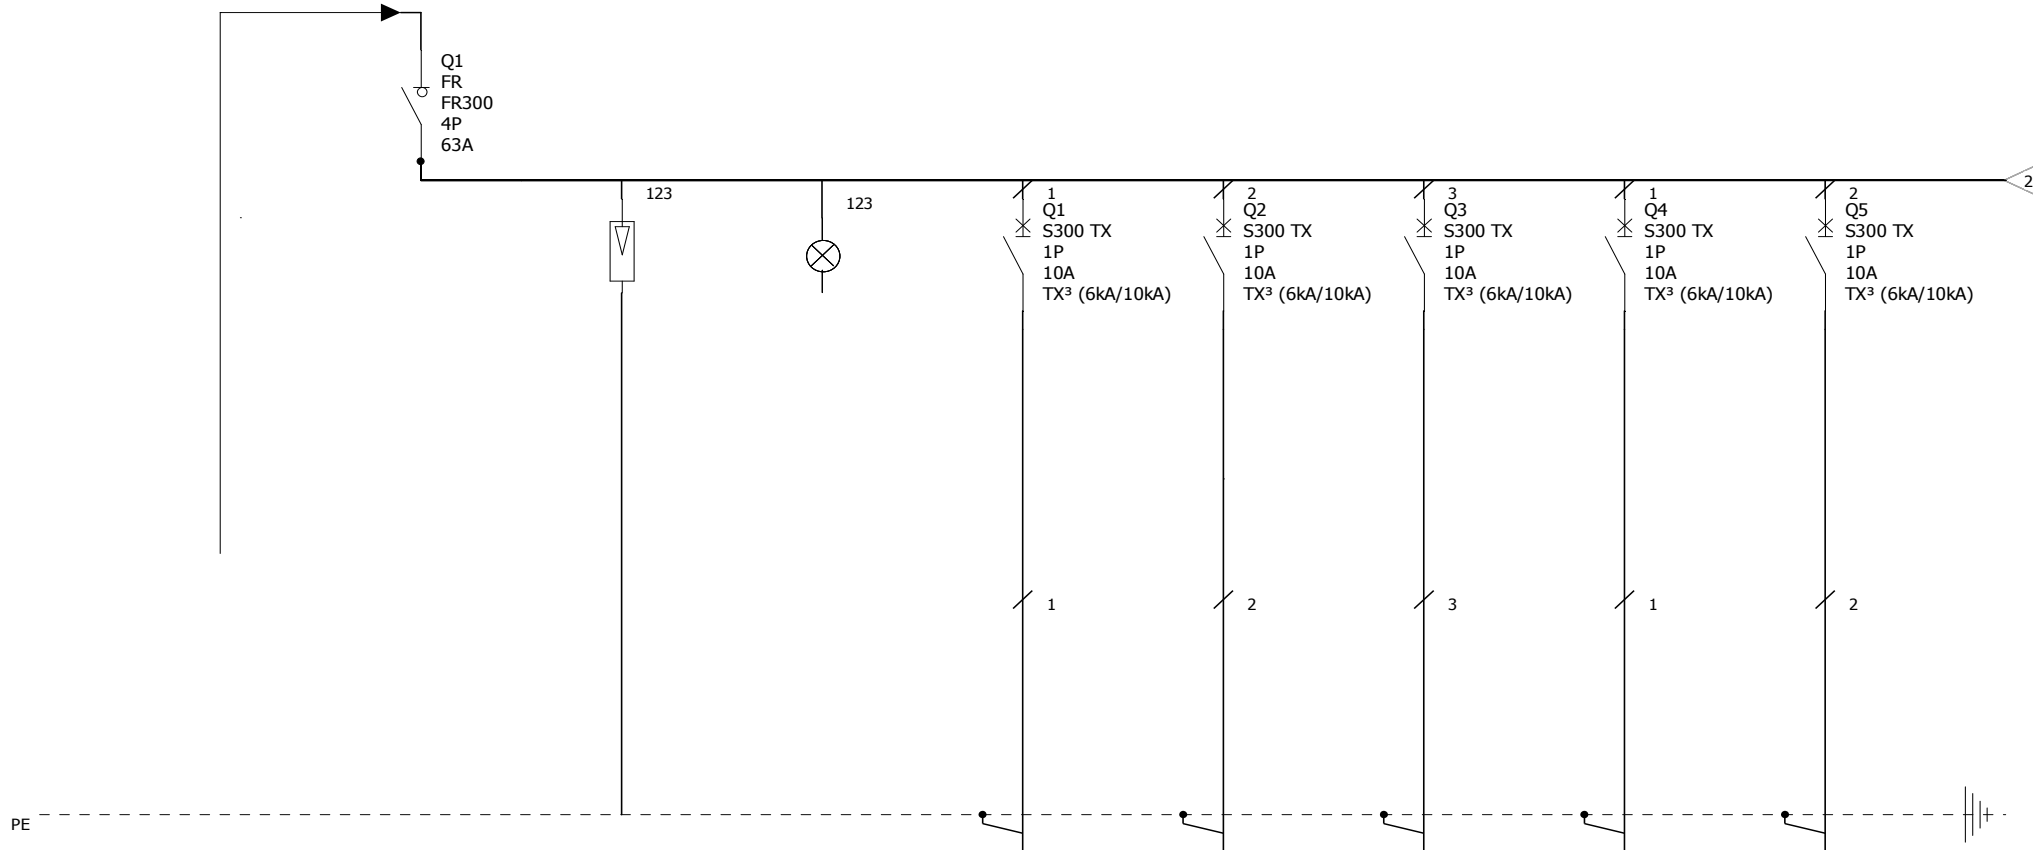 Q1
FR
FR300
4P
63A
123
123
1
Q1
S300 TX
1P
10A
TX³ (6kA/10kA)
2
Q2
S300 TX
1P
10A
TX³ (6kA/10kA)
3
Q3
S300 TX
1P
10A
TX³ (6kA/10kA)
1
Q4
S300 TX
1P
10A
TX³ (6kA/10kA)
2
Q5
S300 TX
1P
10A
TX³ (6kA/10kA)
2
1
2
3
1
2
PE